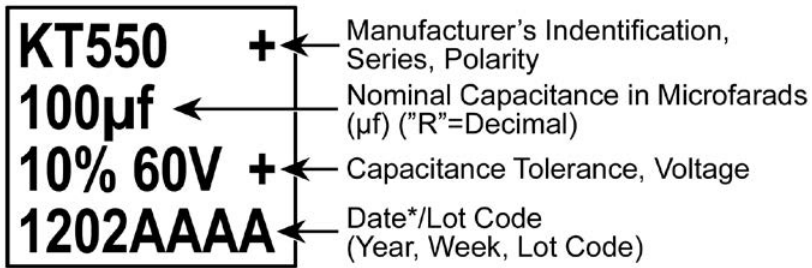 KT550 +
Manufacturer's Indentification,
Series, Polarity
100µf
Nominal Capacitance in Microfarads
(µf) ("R"=Decimal)
10% 60V +
Capacitance Tolerance, Voltage
1202AAAA
Date*/Lot Code
(Year, Week, Lot Code)